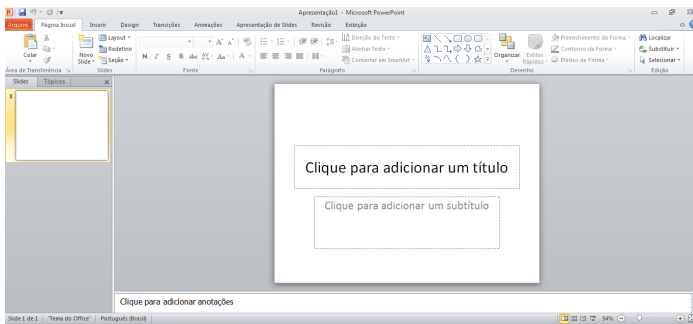 Apresentação1 - Microsoft PowerPoint
Arquivo Página Inicial Inserir Design Transições Animações Apresentação de Slides Revisão Exibição
Colar
Área de Transferência
Novo
Slide
Layout
Redefinir
Seção
Slides
N I S S abc AV Aa A
Fonte
Direção do Texto
Alinhar Texto
Converter em SmartArt
Parágrafo
Organizar
Estilos
Rápidos
Preenchimento da Forma
Contorno da Forma
Efeitos de Forma
Desenho
Localizar
Substituir
Selecionar
Edição
Slides Tópicos
1
Clique para adicionar um título
Clique para adicionar um subtítulo
Clique para adicionar anotações
Slide 1 de 1 "Tema do Office" Português (Brasil) 54%